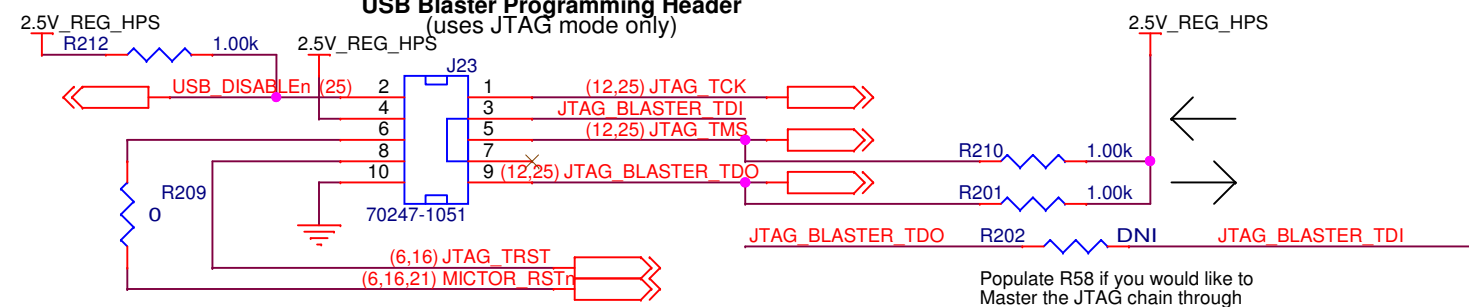 USB Blaster Programming Header
(uses JTAG mode only)
2.5V_REG_HPS
R212
1.00k
2.5V_REG_HPS
2.5V_REG_HPS
J23
USB_DISABLEn (25)
2
4
6
8
10
1
3
5
7
9
(12,25) JTAG_TCK
JTAG_BLASTER_TDI
(12,25) JTAG_TMS
(12,25) JTAG_BLASTER_TDO
R210
1.00k
R201
1.00k
R209
0
70247-1051
JTAG_BLASTER_TDO
R202
DNI
JTAG_BLASTER_TDI
(6,16) JTAG_TRST
(6,16,21) MICTOR_RSTn
Populate R58 if you would like to
Master the JTAG chain through